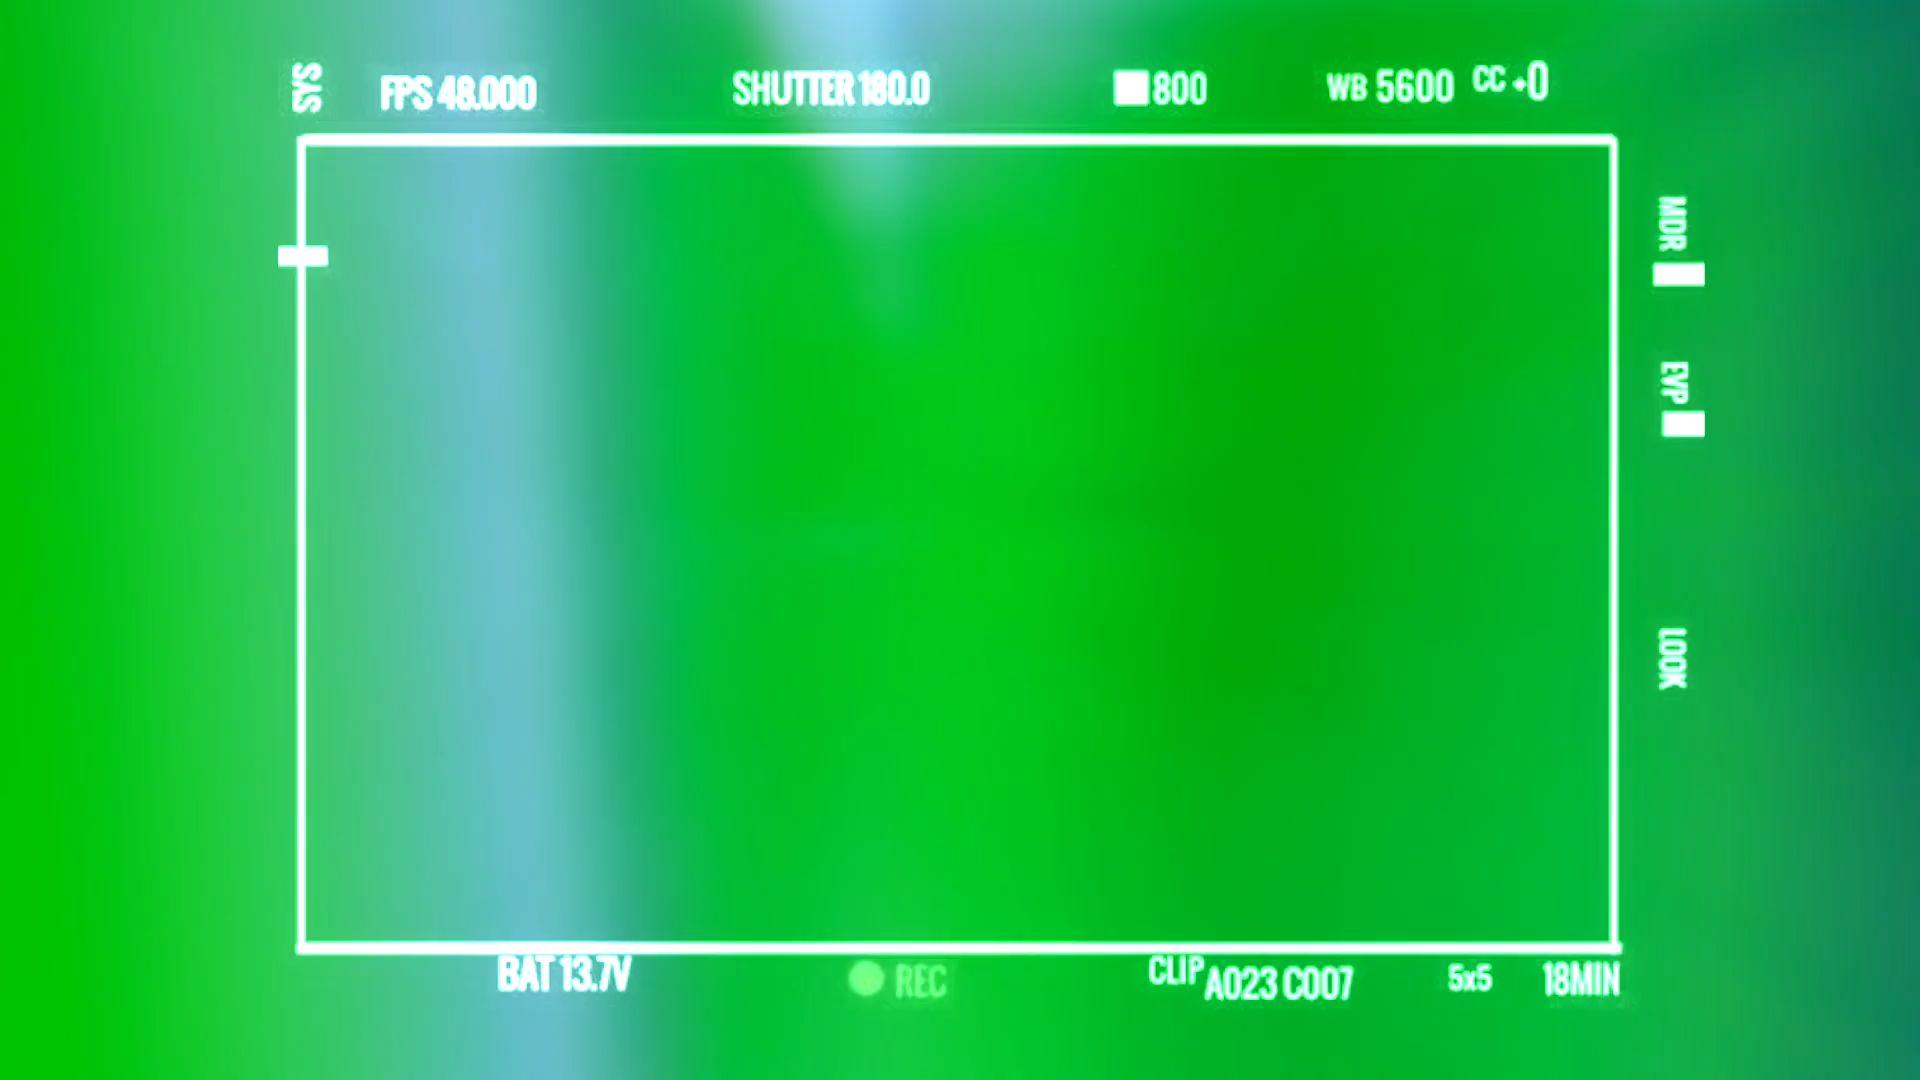 SYS
FPS 48.000
SHUTTER 180.0
800
WB 5600 CC +0
MDR
EVP
LOOK
BAT 13.7V
REC
CLIP A023 C007
5x5
18MIN